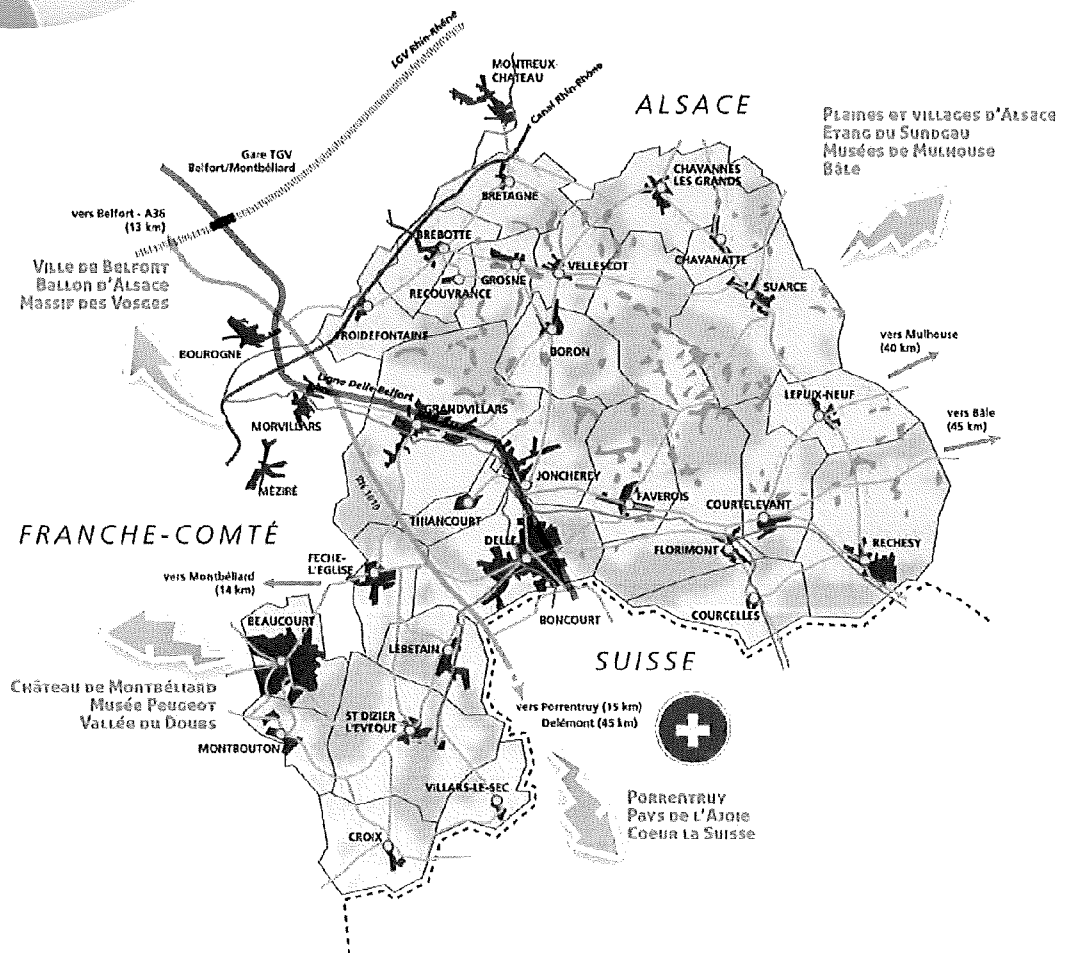 LGV Rhin-Rhône
MONTREUX-
CHATEAU
Canal Rhin-Rhône
ALSACE
Plaines et villages d'Alsace
Etang du Sundgau
Musées de Mulhouse
Bâle
Gare TGV
Belfort/Montbéliard
CHAVANNES
LES GRANDS
BRETAGNE
vers Belfort - A36
(13 km)
BREBOTTE
CHAVANATTE
Ville de Belfort
Ballon d'Alsace
Massif des Vosges
GROSNE
VELLESCOT
RECOUVRANCE
SUARCE
FROIDEFONTAINE
BOURGOGNE
BORON
vers Mulhouse
(40 km)
Ligne Delle-Belfort
LEPUIX-NEUF
GRANDVILLARS
vers Bâle
(45 km)
MORVILLARS
JONCHEREY
MÉZIRÉ
RN 1019
FAVEROIS
COURTELEVANT
THIANCOURT
FRANCHE-COMTÉ
DELLE
FLORIMONT
RECHESY
FECHE-
L'EGLISE
vers Montbéliard
(14 km)
COURCELLES
BONCOURT
BEAUCOURT
LEBETAIN
SUISSE
Château de Montbéliard
Musée Peugeot
Vallée du Doubs
vers Porrentruy (15 km)
Delémont (45 km)
ST DIZIER
L'EVEQUE
MONTBOUTON
VILLARS-LE-SEC
Porrentruy
Pays de l'Ajoie
Coeur la Suisse
CROIX